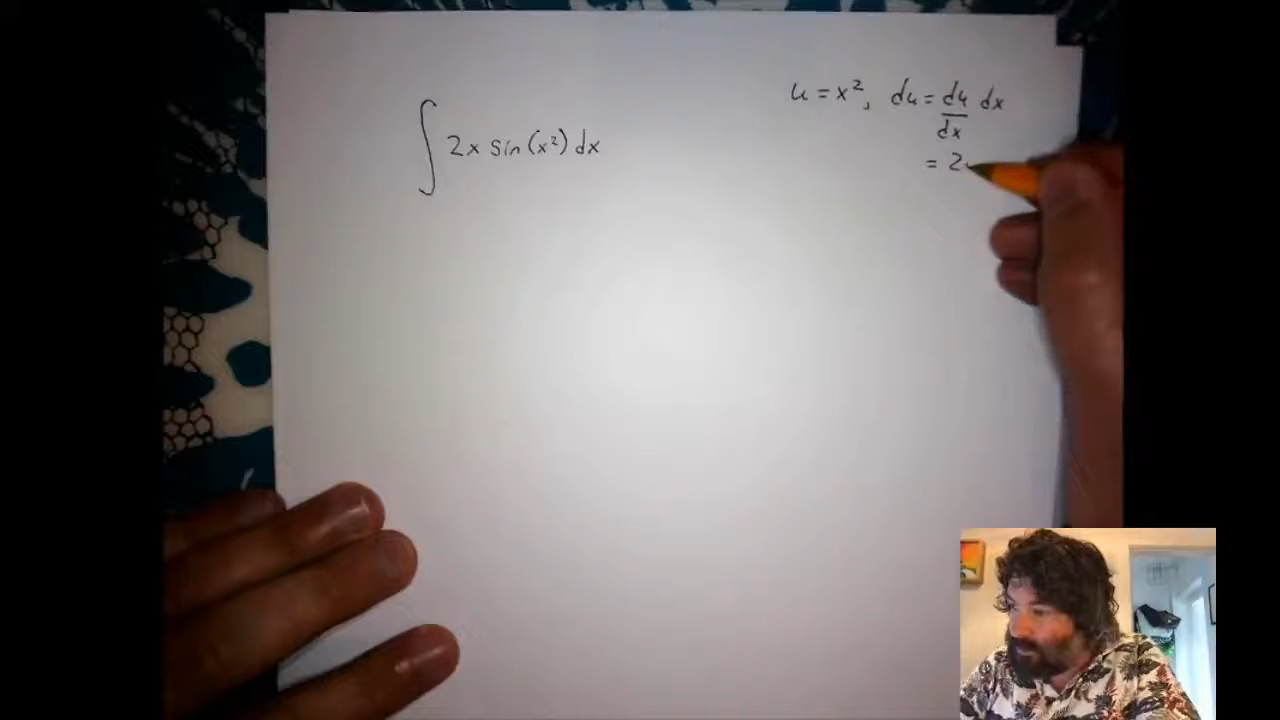 ∫ 2x sin(x²) dx
u = x², du = du/dx dx
= 2